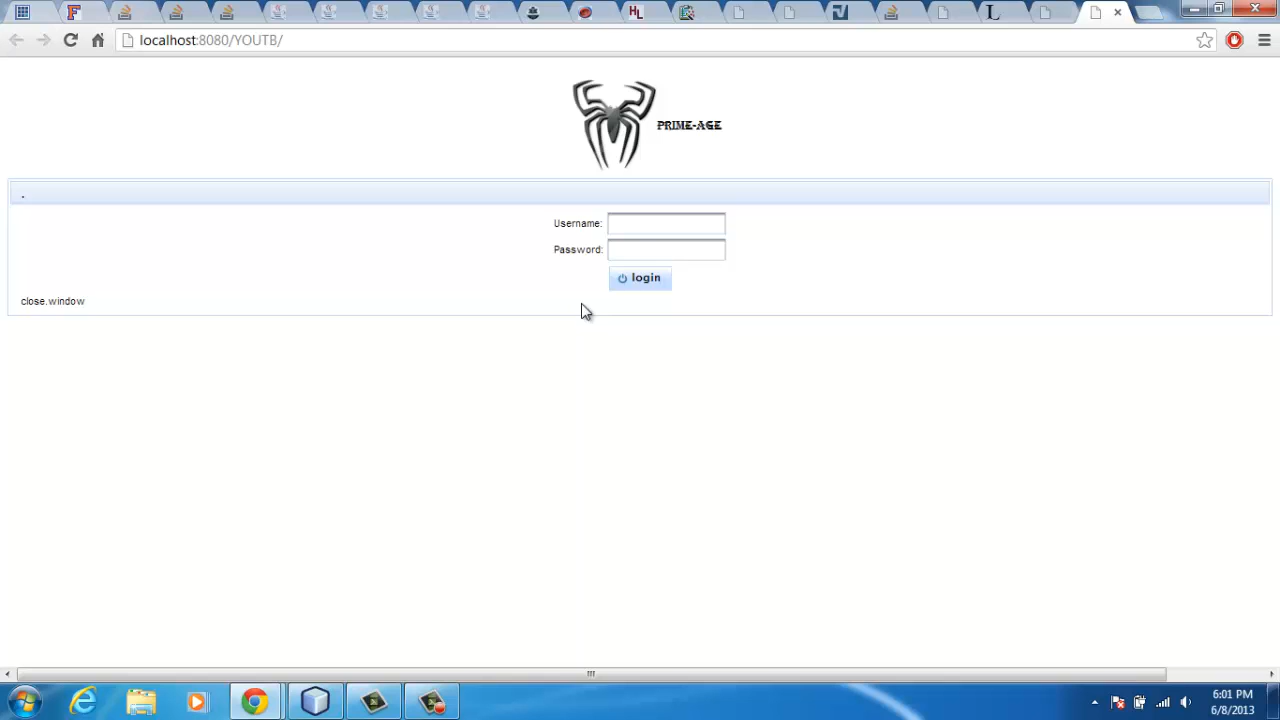 localhost:8080/YOUTB/
PRIME-AGE
.
Username:
Password:
login
close.window
6:01 PM
6/8/2013